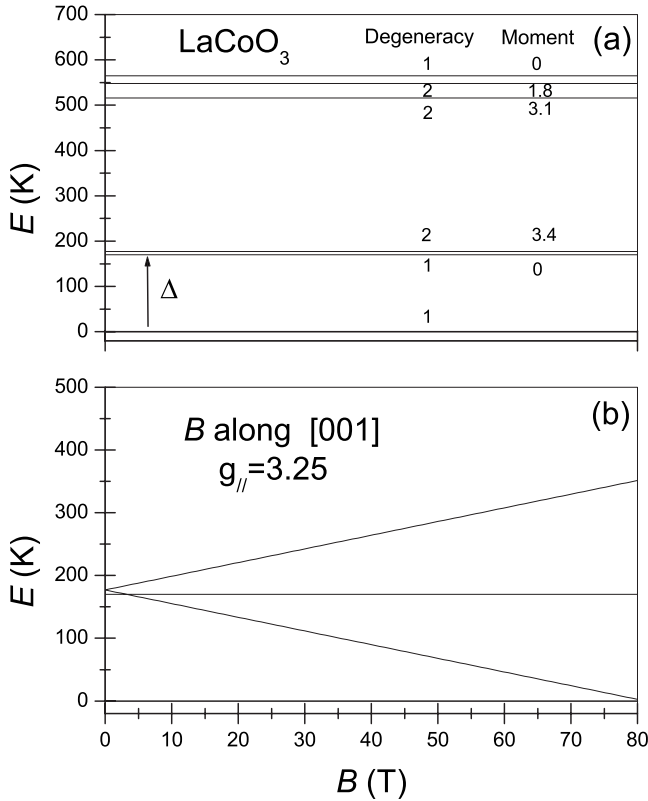 LaCoO3 Degeneracy Moment (a)
1 0
2 1.8
2 3.1
2 3.4
1 0
Δ
1
700
600
500
400
300
200
100
0
E (K)
(b)
B along [001]
g//=3.25
500
400
300
200
100
0
E (K)
0 10 20 30 40 50 60 70 80
B (T)